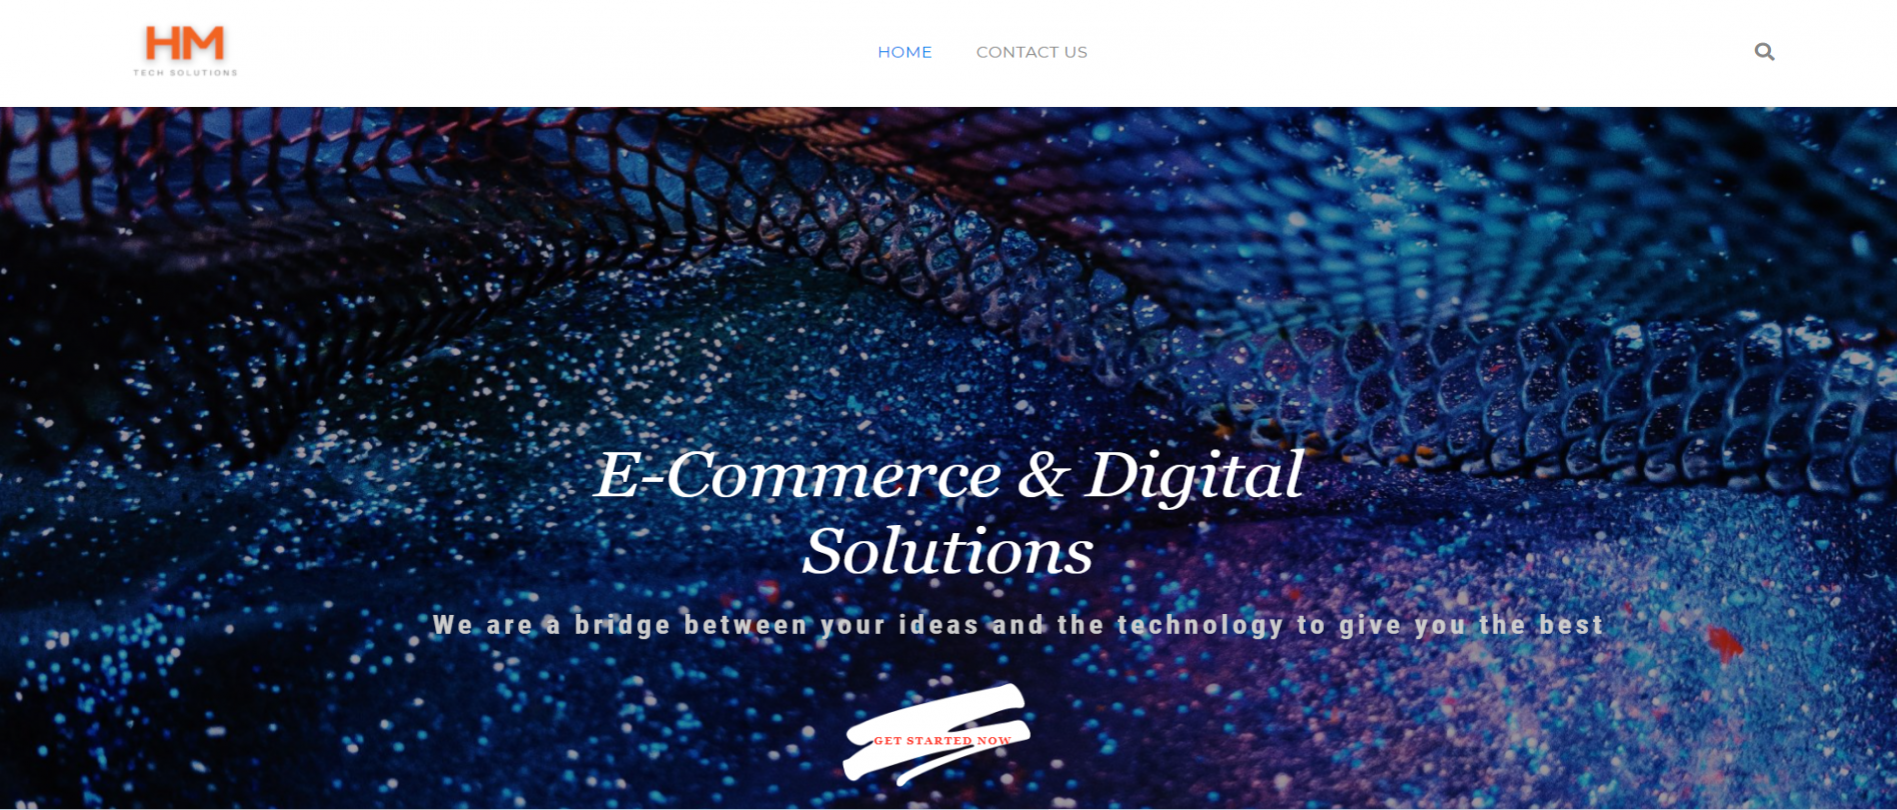 HM
TECH SOLUTIONS
HOME
CONTACT US
E-Commerce & Digital
Solutions
We are a bridge between your ideas and the technology to give you the best
GET STARTED NOW